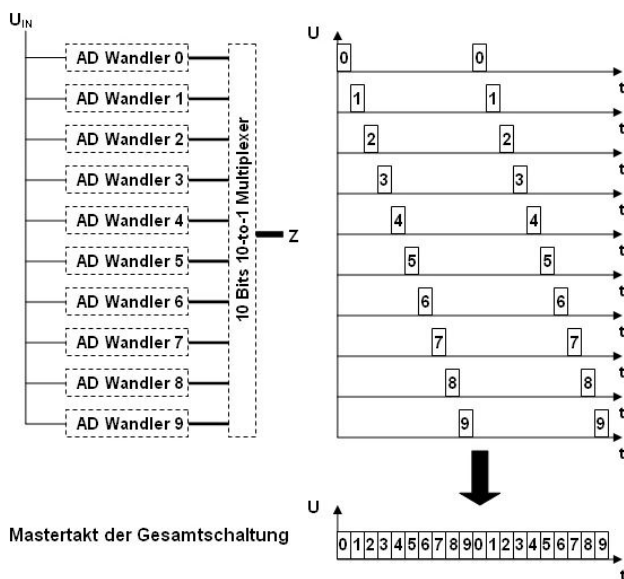 U_IN
AD Wandler 0
AD Wandler 1
AD Wandler 2
AD Wandler 3
AD Wandler 4
AD Wandler 5
AD Wandler 6
AD Wandler 7
AD Wandler 8
AD Wandler 9
10 Bits 10-to-1 Multiplexer
Z
U
0 0
t
1 1
t
2 2
t
3 3
t
4 4
t
5 5
t
6 6
t
7 7
t
8 8
t
9 9
t
Mastertakt der Gesamtschaltung
U
0 1 2 3 4 5 6 7 8 9 0 1 2 3 4 5 6 7 8 9
t